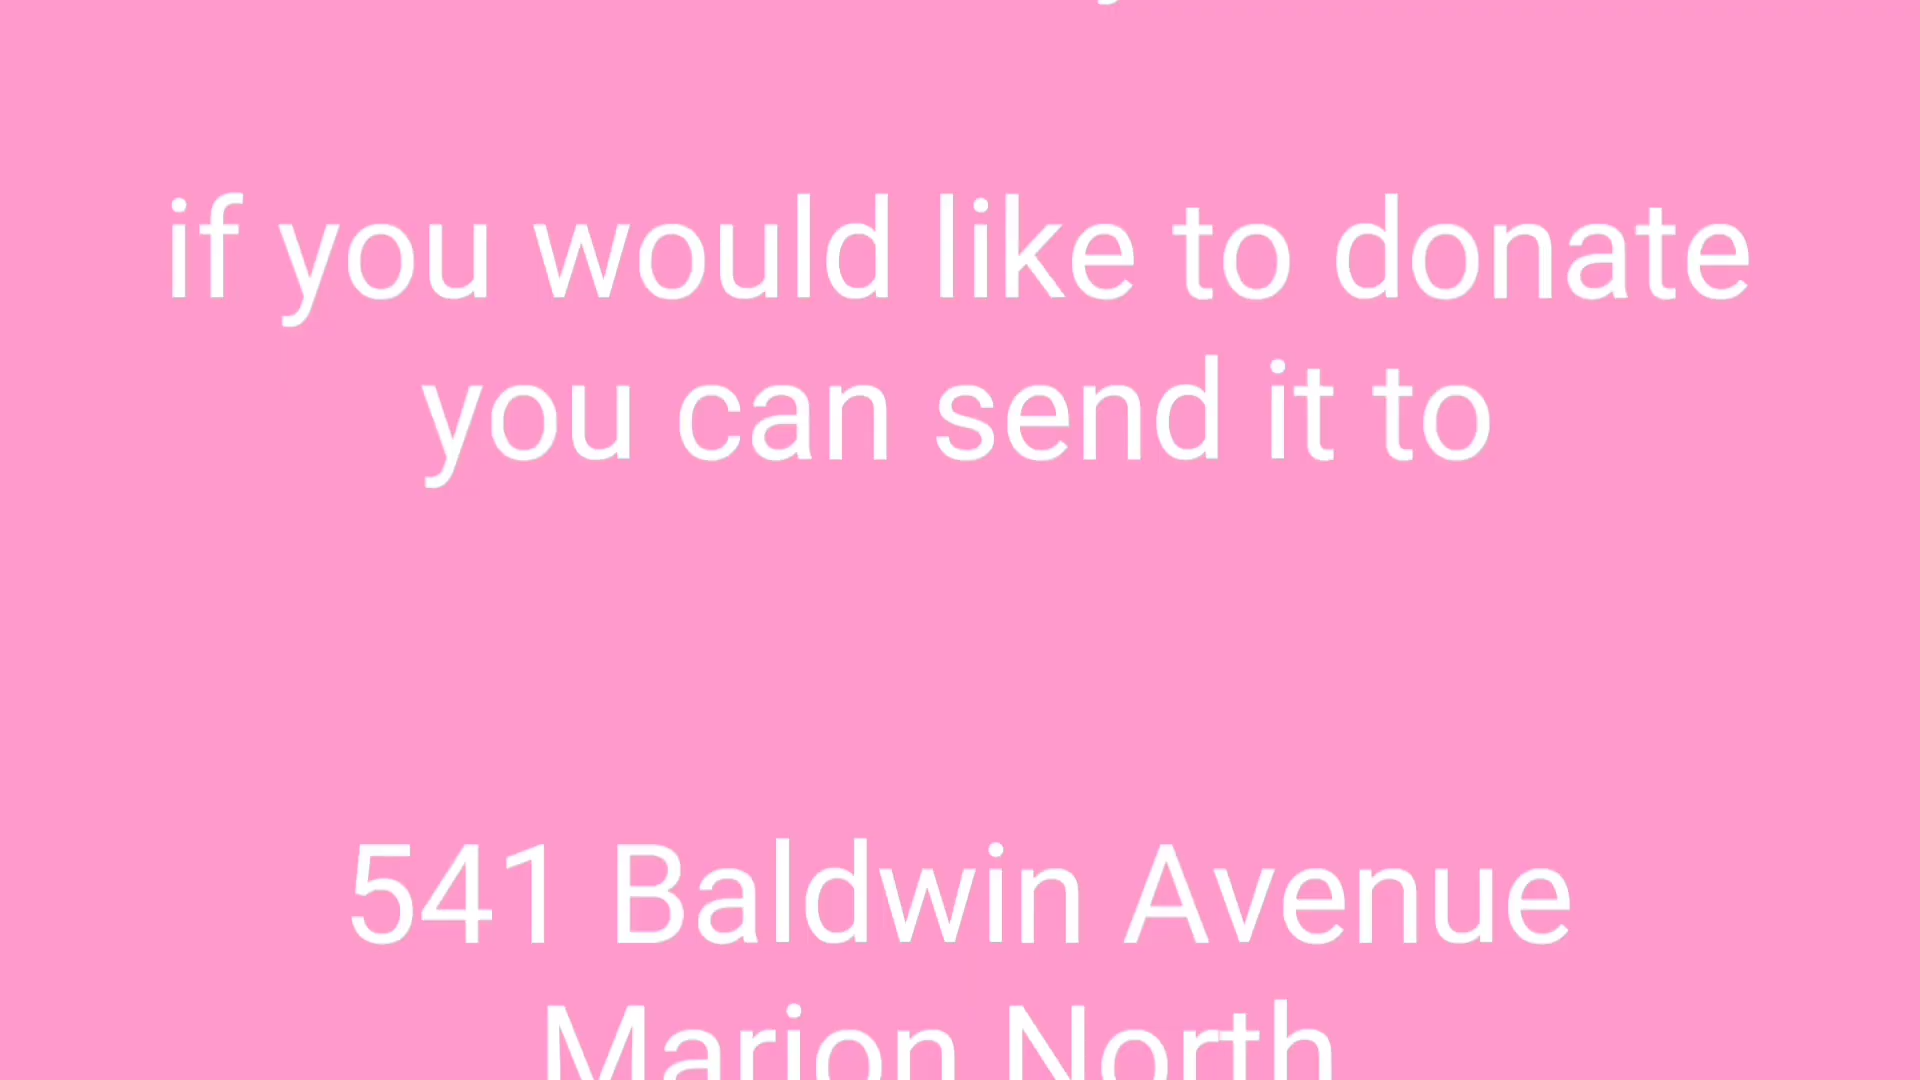 if you would like to donate
you can send it to
541 Baldwin Avenue
Marion North